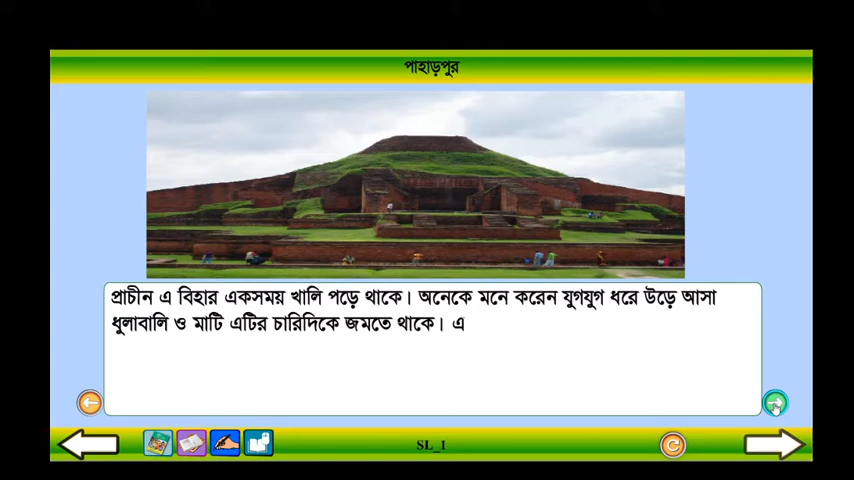 পাহাড়পুর
প্রাচীন এ বিহার একসময় খালি পড়ে থাকে। অনেকে মনে করেন যুগযুগ ধরে উড়ে আসা
ধুলাবালি ও মাটি এটির চারিদিকে জমতে থাকে। এ
SL_1